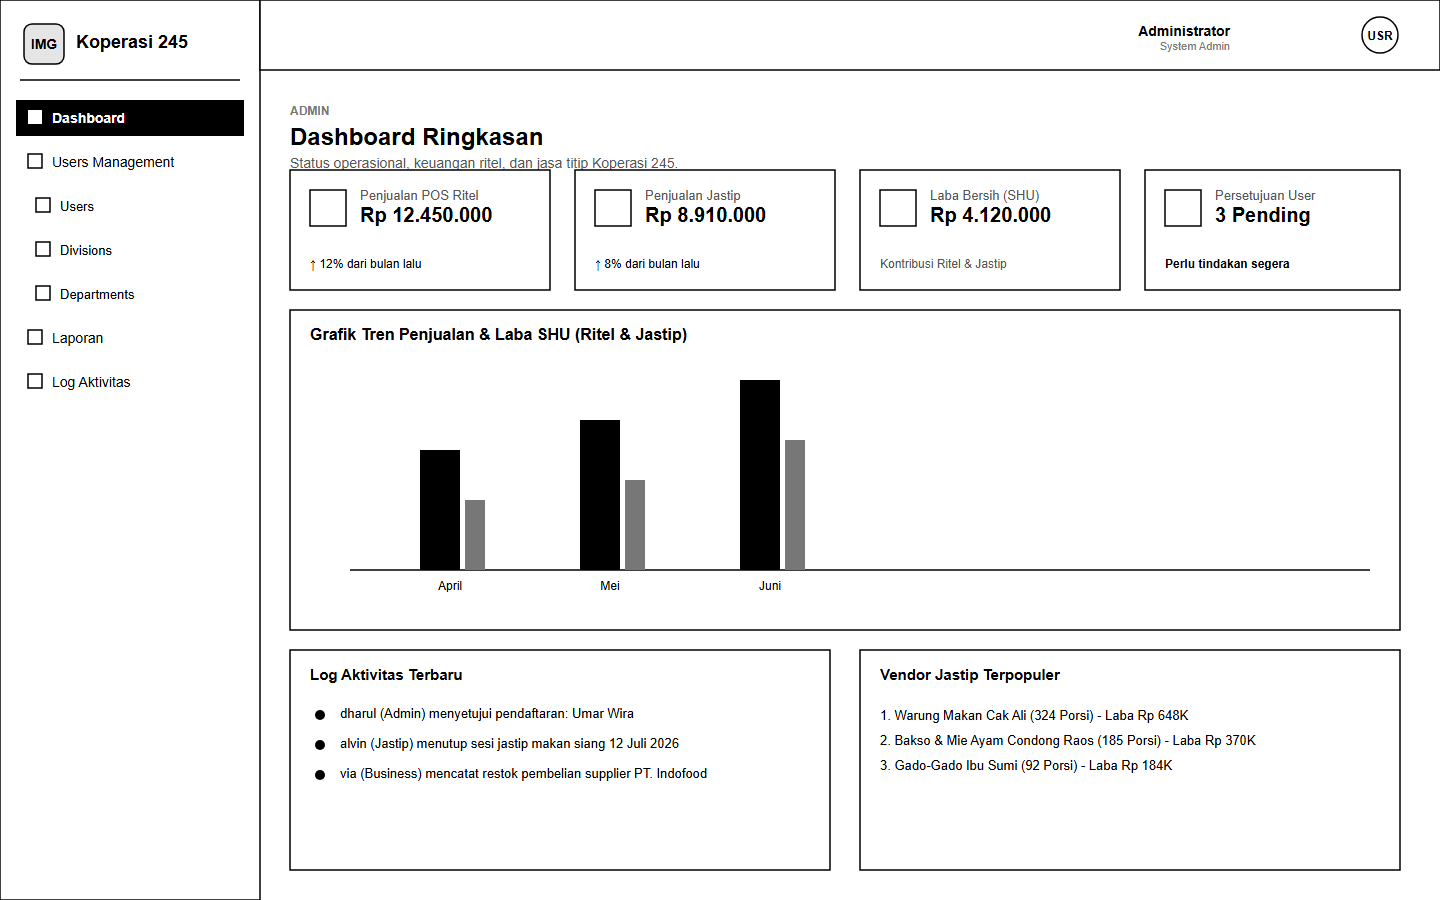 IMG
Koperasi 245
Administrator
System Admin
USR
Dashboard
Users Management
Users
Divisions
Departments
Laporan
Log Aktivitas
ADMIN
Dashboard Ringkasan
Status operasional, keuangan ritel, dan jasa titip Koperasi 245.
Penjualan POS Ritel
Rp 12.450.000
↑ 12% dari bulan lalu
Penjualan Jastip
Rp 8.910.000
↑ 8% dari bulan lalu
Laba Bersih (SHU)
Rp 4.120.000
Kontribusi Ritel & Jastip
Persetujuan User
3 Pending
Perlu tindakan segera
Grafik Tren Penjualan & Laba SHU (Ritel & Jastip)
April
Mei
Juni
Log Aktivitas Terbaru
dharul (Admin) menyetujui pendaftaran: Umar Wira
alvin (Jastip) menutup sesi jastip makan siang 12 Juli 2026
via (Business) mencatat restok pembelian supplier PT. Indofood
Vendor Jastip Terpopuler
1. Warung Makan Cak Ali (324 Porsi) - Laba Rp 648K
2. Bakso & Mie Ayam Condong Raos (185 Porsi) - Laba Rp 370K
3. Gado-Gado Ibu Sumi (92 Porsi) - Laba Rp 184K